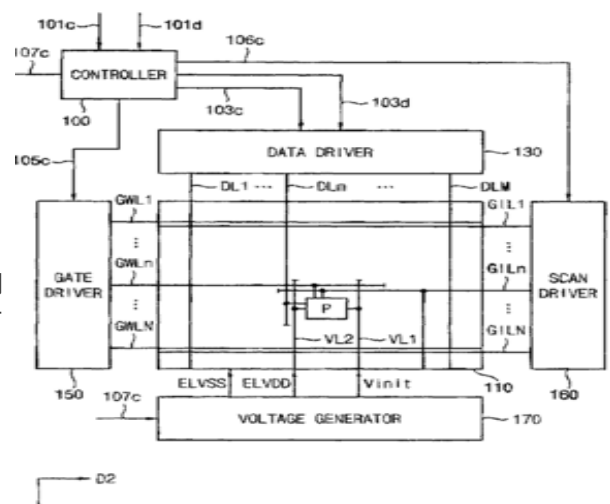 101c 101d
107c 106c
CONTROLLER
103c 103d
100
DATA DRIVER 130
105c
DL1 ... DLn ... DLM
GWL1 GIL1
⋮ ⋮
GATE DRIVER GWLn GILn SCAN DRIVER
P
⋮ ⋮
GWLN VL2 VL1 GILN
150 ELVSS ELVDD Vinit 110 160
107c
VOLTAGE GENERATOR 170
D2